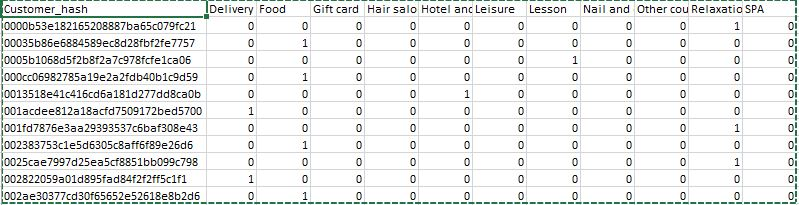 Customer_hash Delivery Food Gift card Hair salo Hotel and Leisure Lesson Nail and Other cou Relaxatio SPA
0000b53e182165208887ba65c079fc21 0 0 0 0 0 0 0 0 0 1 0
00035b86e6884589ec8d28fbf2fe7757 0 1 0 0 0 0 0 0 0 0 0
0005b1068d5f2b8f2a7c978fcfe1ca06 0 0 0 0 0 0 1 0 0 0 0
000cc06982785a19e2a2fdb40b1c9d59 0 1 0 0 0 0 0 0 0 0 0
0013518e41c416cd6a181d277dd8ca0b 0 0 0 0 1 0 0 0 0 0 0
001acdee812a18acfd7509172bed5700 1 0 0 0 0 0 0 0 0 0 0
001fd7876e3aa29393537c6baf308e43 0 0 0 0 0 0 0 0 0 1 0
002383753c1e5d6305c8aff6f89e26d6 0 1 0 0 0 0 0 0 0 0 0
0025cae7997d25ea5cf8851bb099c798 0 0 0 0 0 0 0 0 0 1 0
002822059a01d895fad84f2f2ff5c1f1 1 0 0 0 0 0 0 0 0 0 0
002ae30377cd30f65652e52618e8b2d6 0 1 0 0 0 0 0 0 0 0 0